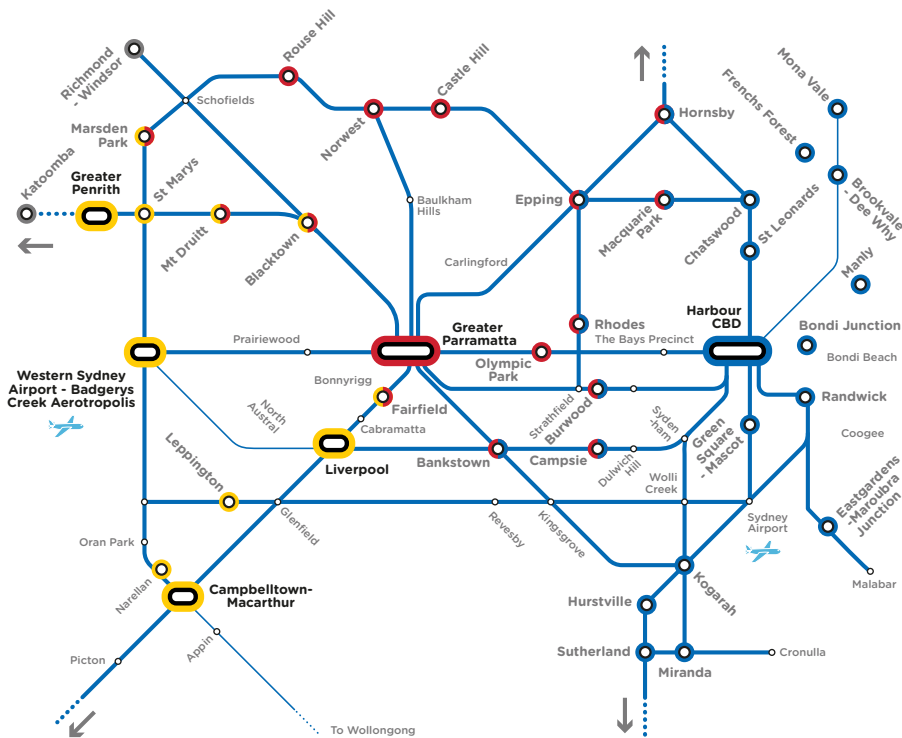 Rouse Hill
Mona Vale
Richmond
- Windsor
Castle Hill
Frenchs Forest
Schofields
Hornsby
Marsden
Park
Norwest
Katoomba
Greater
Penrith
St Marys
Baulkham
Hills
Epping
Macquarie
Park
Chatswood
St Leonards
Brookvale
- Dee Why
Mt Druitt
Blacktown
Carlingford
Manly
Harbour
CBD
Prairiewood
Greater
Parramatta
Rhodes
The Bays Precinct
Bondi Junction
Bondi Beach
Olympic
Park
Western Sydney
Airport - Badgerys
Creek Aerotropolis
Bonnyrigg
Fairfield
Cabramatta
North
Austral
Strathfield
Burwood
Syden
-ham
Green
Square
- Mascot
Randwick
Coogee
Leppington
Liverpool
Bankstown
Campsie
Dulwich
Hill
Wolli
Creek
Eastgardens
-Maroubra
Junction
Glenfield
Revesby
Kingsgrove
Sydney
Airport
Oran Park
Narellan
Campbelltown-
Macarthur
Kogarah
Malabar
Hurstville
Appin
Picton
Sutherland
Miranda
Cronulla
To Wollongong